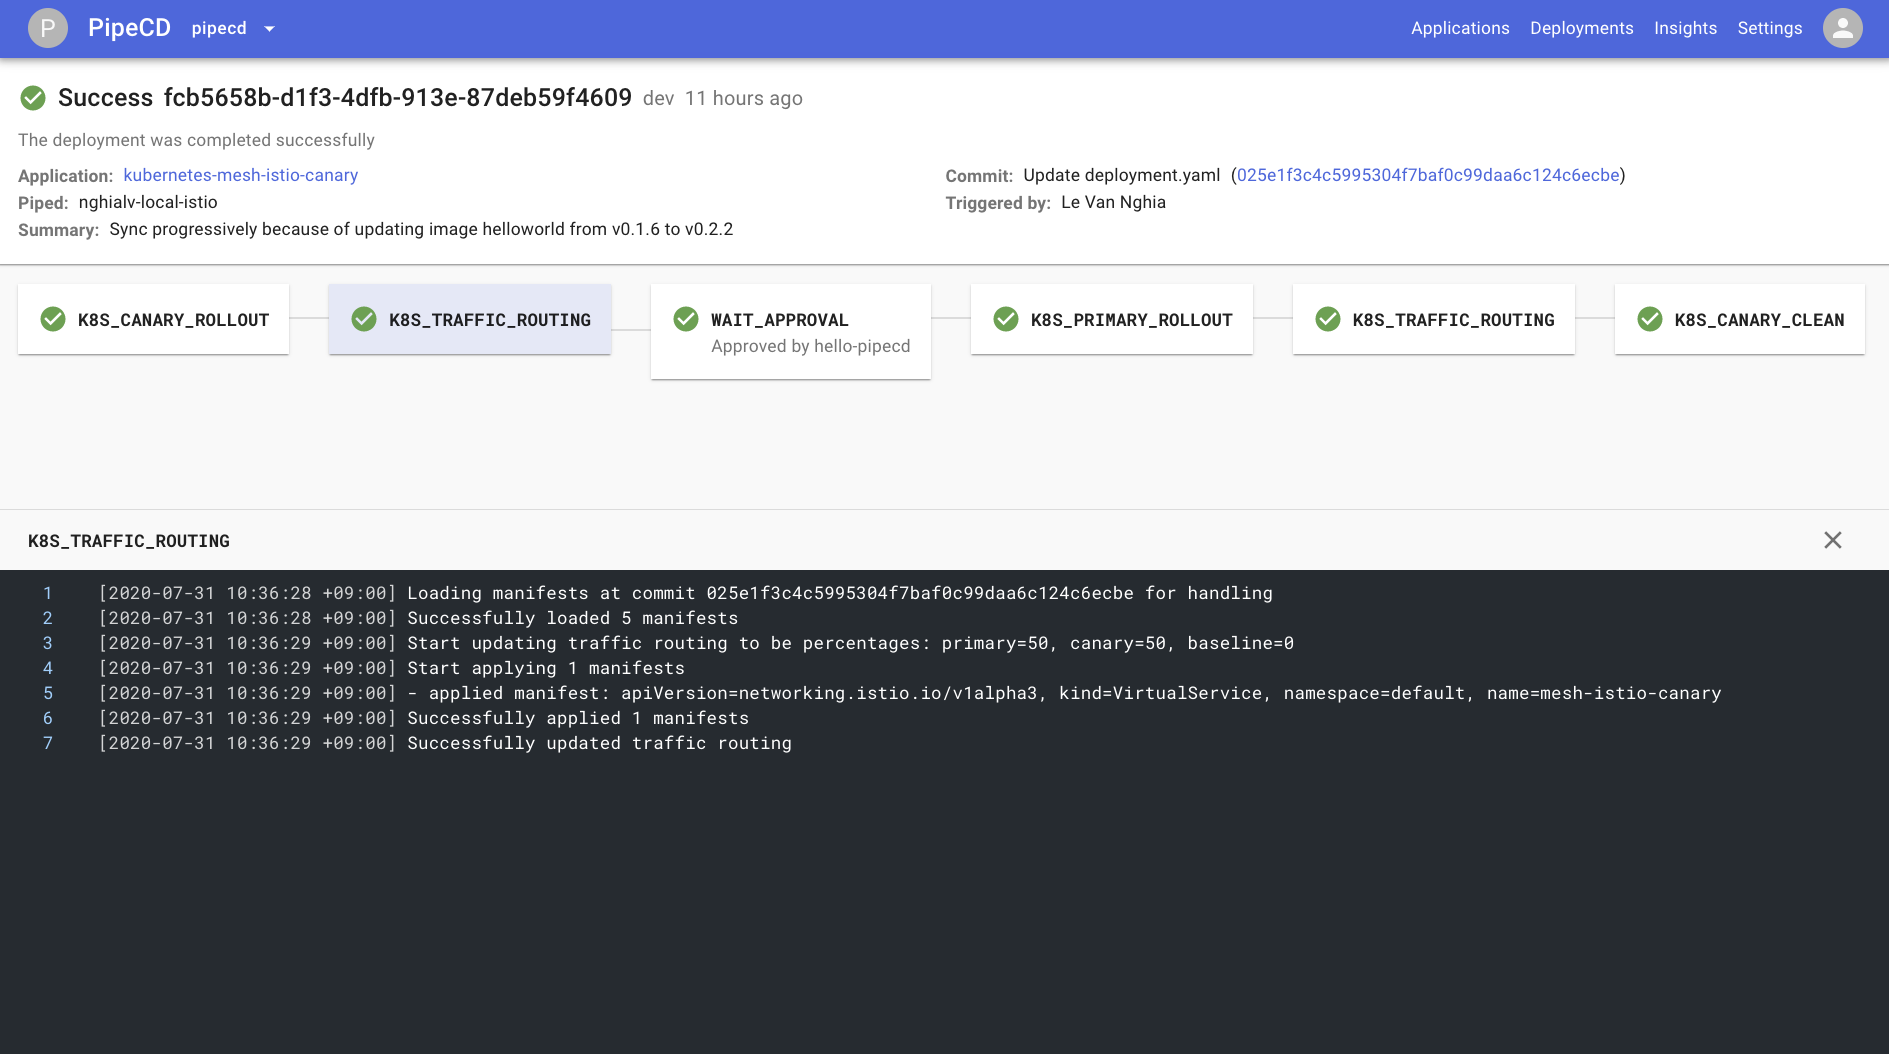 P PipeCD pipecd Applications Deployments Insights Settings
Success fcb5658b-d1f3-4dfb-913e-87deb59f4609 dev 11 hours ago
The deployment was completed successfully
Application: kubernetes-mesh-istio-canary
Piped: nghialv-local-istio
Summary: Sync progressively because of updating image helloworld from v0.1.6 to v0.2.2
Commit: Update deployment.yaml (025e1f3c4c5995304f7baf0c99daa6c124c6ecbe)
Triggered by: Le Van Nghia
K8S_CANARY_ROLLOUT
K8S_TRAFFIC_ROUTING
WAIT_APPROVAL
Approved by hello-pipecd
K8S_PRIMARY_ROLLOUT
K8S_TRAFFIC_ROUTING
K8S_CANARY_CLEAN
K8S_TRAFFIC_ROUTING
1 [2020-07-31 10:36:28 +09:00] Loading manifests at commit 025e1f3c4c5995304f7baf0c99daa6c124c6ecbe for handling
2 [2020-07-31 10:36:28 +09:00] Successfully loaded 5 manifests
3 [2020-07-31 10:36:29 +09:00] Start updating traffic routing to be percentages: primary=50, canary=50, baseline=0
4 [2020-07-31 10:36:29 +09:00] Start applying 1 manifests
5 [2020-07-31 10:36:29 +09:00] - applied manifest: apiVersion=networking.istio.io/v1alpha3, kind=VirtualService, namespace=default, name=mesh-istio-canary
6 [2020-07-31 10:36:29 +09:00] Successfully applied 1 manifests
7 [2020-07-31 10:36:29 +09:00] Successfully updated traffic routing